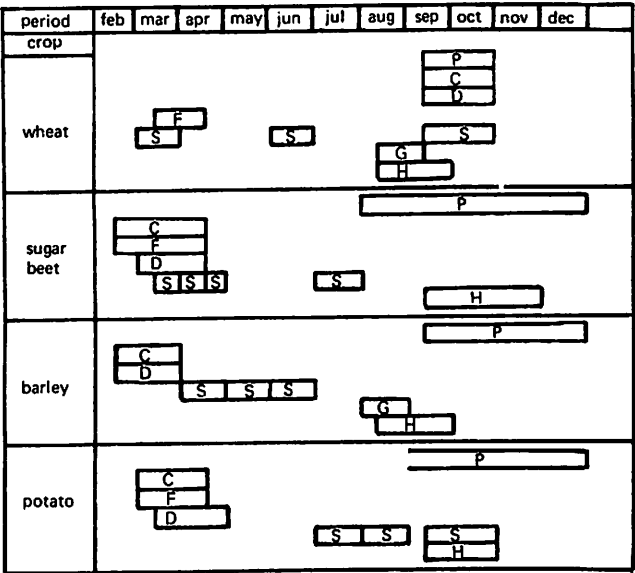 period feb mar apr may jun jul aug sep oct nov dec
crop
P
C
D
F
wheat
S S S
G
H
P
C
F
sugar
beet
D
S S S S
H
P
C
D
barley
S S S
G
H
P
C
F
potato
D
S S S
H